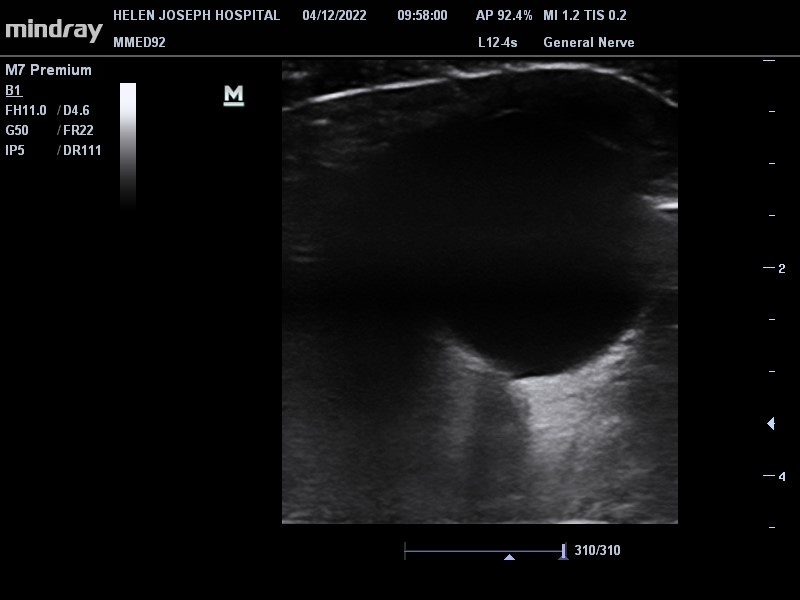 mindray
HELEN JOSEPH HOSPITAL 04/12/2022 09:58:00 AP 92.4% MI 1.2 TIS 0.2
MMED92 L12-4s General Nerve
M7 Premium
B1
FH11.0 /D4.6
G50 /FR22
IP5 /DR111
M
2
4
310/310